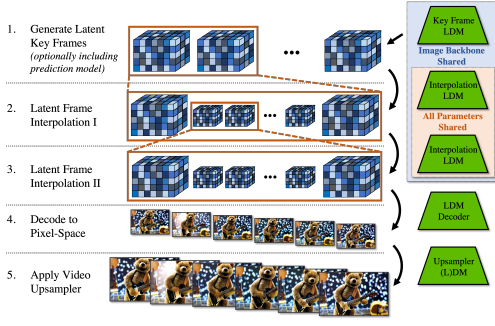 1. Generate Latent
Key Frames
(optionally including
prediction model)
Key Frame
LDM
Image Backbone
Shared
2. Latent Frame
Interpolation I
Interpolation
LDM
All Parameters
Shared
3. Latent Frame
Interpolation II
Interpolation
LDM
4. Decode to
Pixel-Space
LDM
Decoder
5. Apply Video
Upsampler
Upsampler
(L)DM